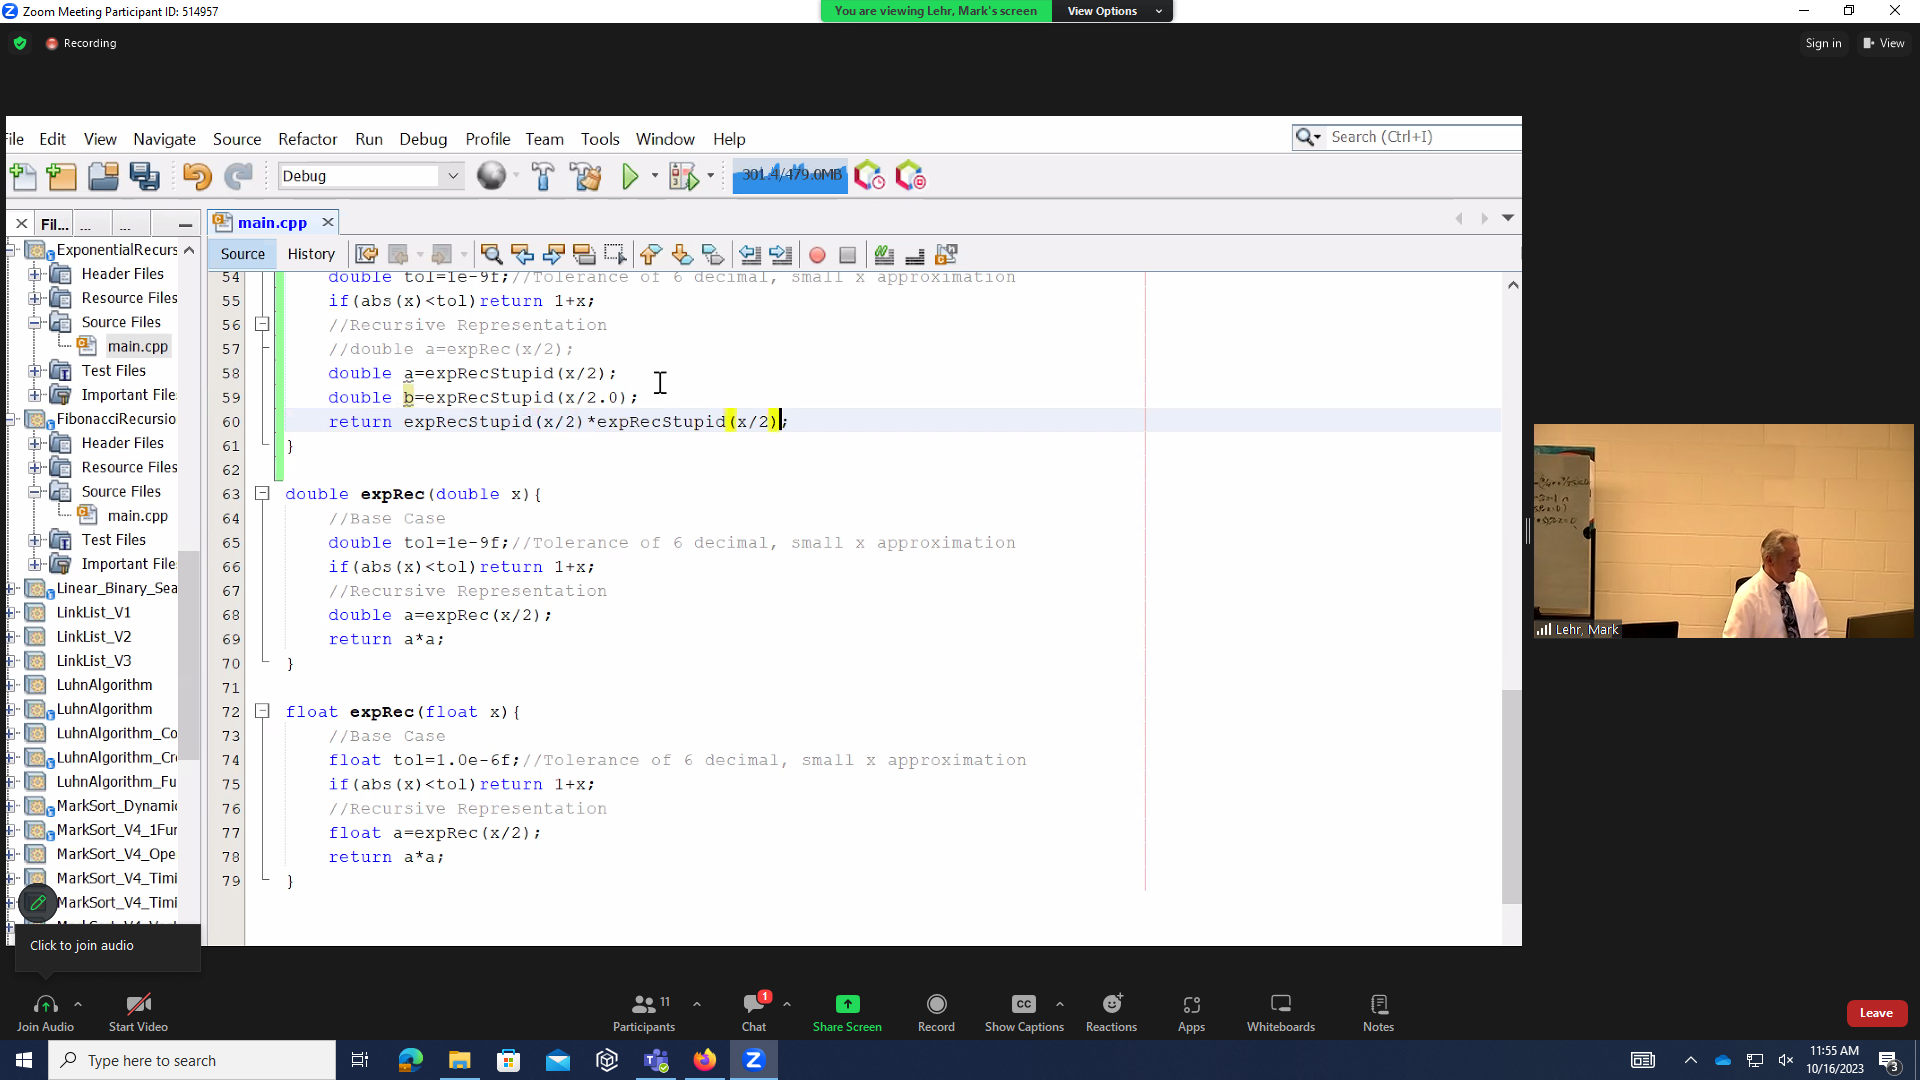 Zoom Meeting Participant ID: 514957
You are viewing Lehr, Mark's screen
View Options
Recording
Sign in
View
ile Edit View Navigate Source Refactor Run Debug Profile Team Tools Window Help
Search (Ctrl+I)
Debug
301.4/479.0MB
Fil...
...
...
main.cpp
Source
History
ExponentialRecurs
Header Files
Resource Files
Source Files
main.cpp
Test Files
Important File
FibonacciRecursio
Header Files
Resource Files
Source Files
main.cpp
Test Files
Important File
Linear_Binary_Sea
LinkList_V1
LinkList_V2
LinkList_V3
LuhnAlgorithm
LuhnAlgorithm
LuhnAlgorithm_Co
LuhnAlgorithm_Cr
LuhnAlgorithm_Fu
MarkSort_Dynamic
MarkSort_V4_1Fur
MarkSort_V4_Ope
MarkSort_V4_Timi
MarkSort_V4_Timi
54 double tol=1e-9f;//Tolerance of 6 decimal, small x approximation
55 if(abs(x)<tol)return 1+x;
56 //Recursive Representation
57 //double a=expRec(x/2);
58 double a=expRecStupid(x/2);
59 double b=expRecStupid(x/2.0);
60 return expRecStupid(x/2)*expRecStupid(x/2);
61 }
62
63 double expRec(double x){
64 //Base Case
65 double tol=1e-9f;//Tolerance of 6 decimal, small x approximation
66 if(abs(x)<tol)return 1+x;
67 //Recursive Representation
68 double a=expRec(x/2);
69 return a*a;
70 }
71
72 float expRec(float x){
73 //Base Case
74 float tol=1.0e-6f;//Tolerance of 6 decimal, small x approximation
75 if(abs(x)<tol)return 1+x;
76 //Recursive Representation
77 float a=expRec(x/2);
78 return a*a;
79 }
Lehr, Mark
Click to join audio
Join Audio
Start Video
11
Participants
1
Chat
Share Screen
Record
CC
Show Captions
Reactions
Apps
Whiteboards
Notes
Leave
Type here to search
11:55 AM
10/16/2023
3